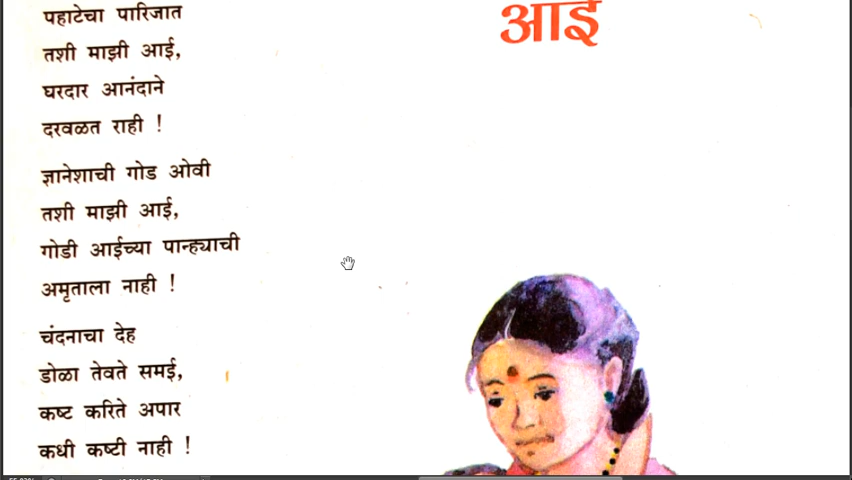 आई
पहाटेचा पारिजात
तशी माझी आई,
घरदार आनंदाने
दरवळत राही !
ज्ञानेशाची गोड ओवी
तशी माझी आई,
गोडी आईच्या पान्ह्याची
अमृताला नाही !
चंदनाचा देह
डोळा तेवते समई,
कष्ट करिते अपार
कधी कष्टी नाही !